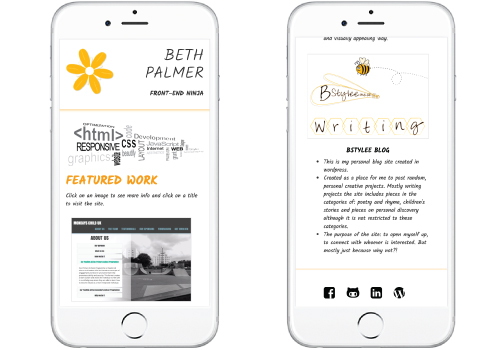 BETH
PALMER
FRONT-END NINJA
OPTIMIZATION
<html>
code
Development
RESPONSIVE
CSS
JavaScript
Internet
WEB
graphics
beautify
LAYOUT
FEATURED WORK
Click on an image to see more info and click on a title
to visit the site.
ABOUT US
and visually appealing way.
BStylee
Writing
BSTYLEE BLOG
This is my personal blog site created in
wordpress.
Created as a place for me to post random,
personal creative projects. Mostly writing
projects the site includes pieces in the
categories of: poetry and rhyme, children's
stories and pieces on personal discovery
although it is not restricted to these
categories.
The purpose of the site: to open myself up,
to connect with whomever is interested. But
mostly just because why not?!